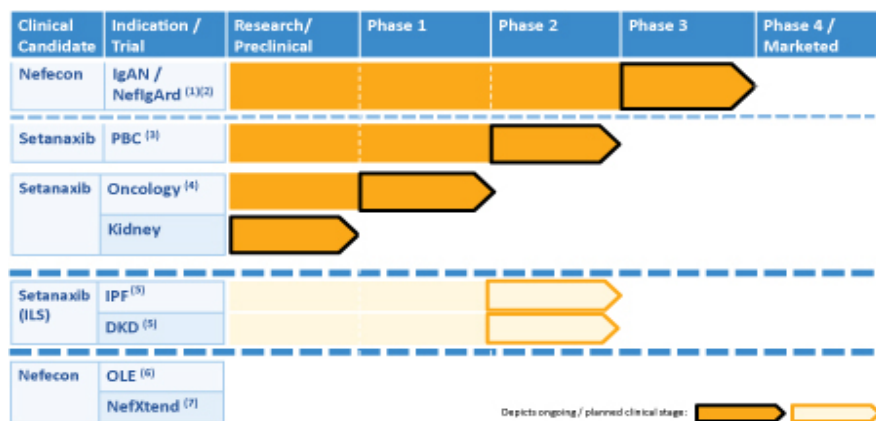 Clinical Candidate
Indication / Trial
Research/ Preclinical
Phase 1
Phase 2
Phase 3
Phase 4 / Marketed
Nefecon
IgAN / NefIgArd (1)(2)
Setanaxib
PBC (3)
Setanaxib
Oncology (4)
Kidney
Setanaxib (ILS)
IPF(5)
DKD (5)
Nefecon
OLE (6)
NefXtend (7)
Depicts ongoing / planned clinical stage: